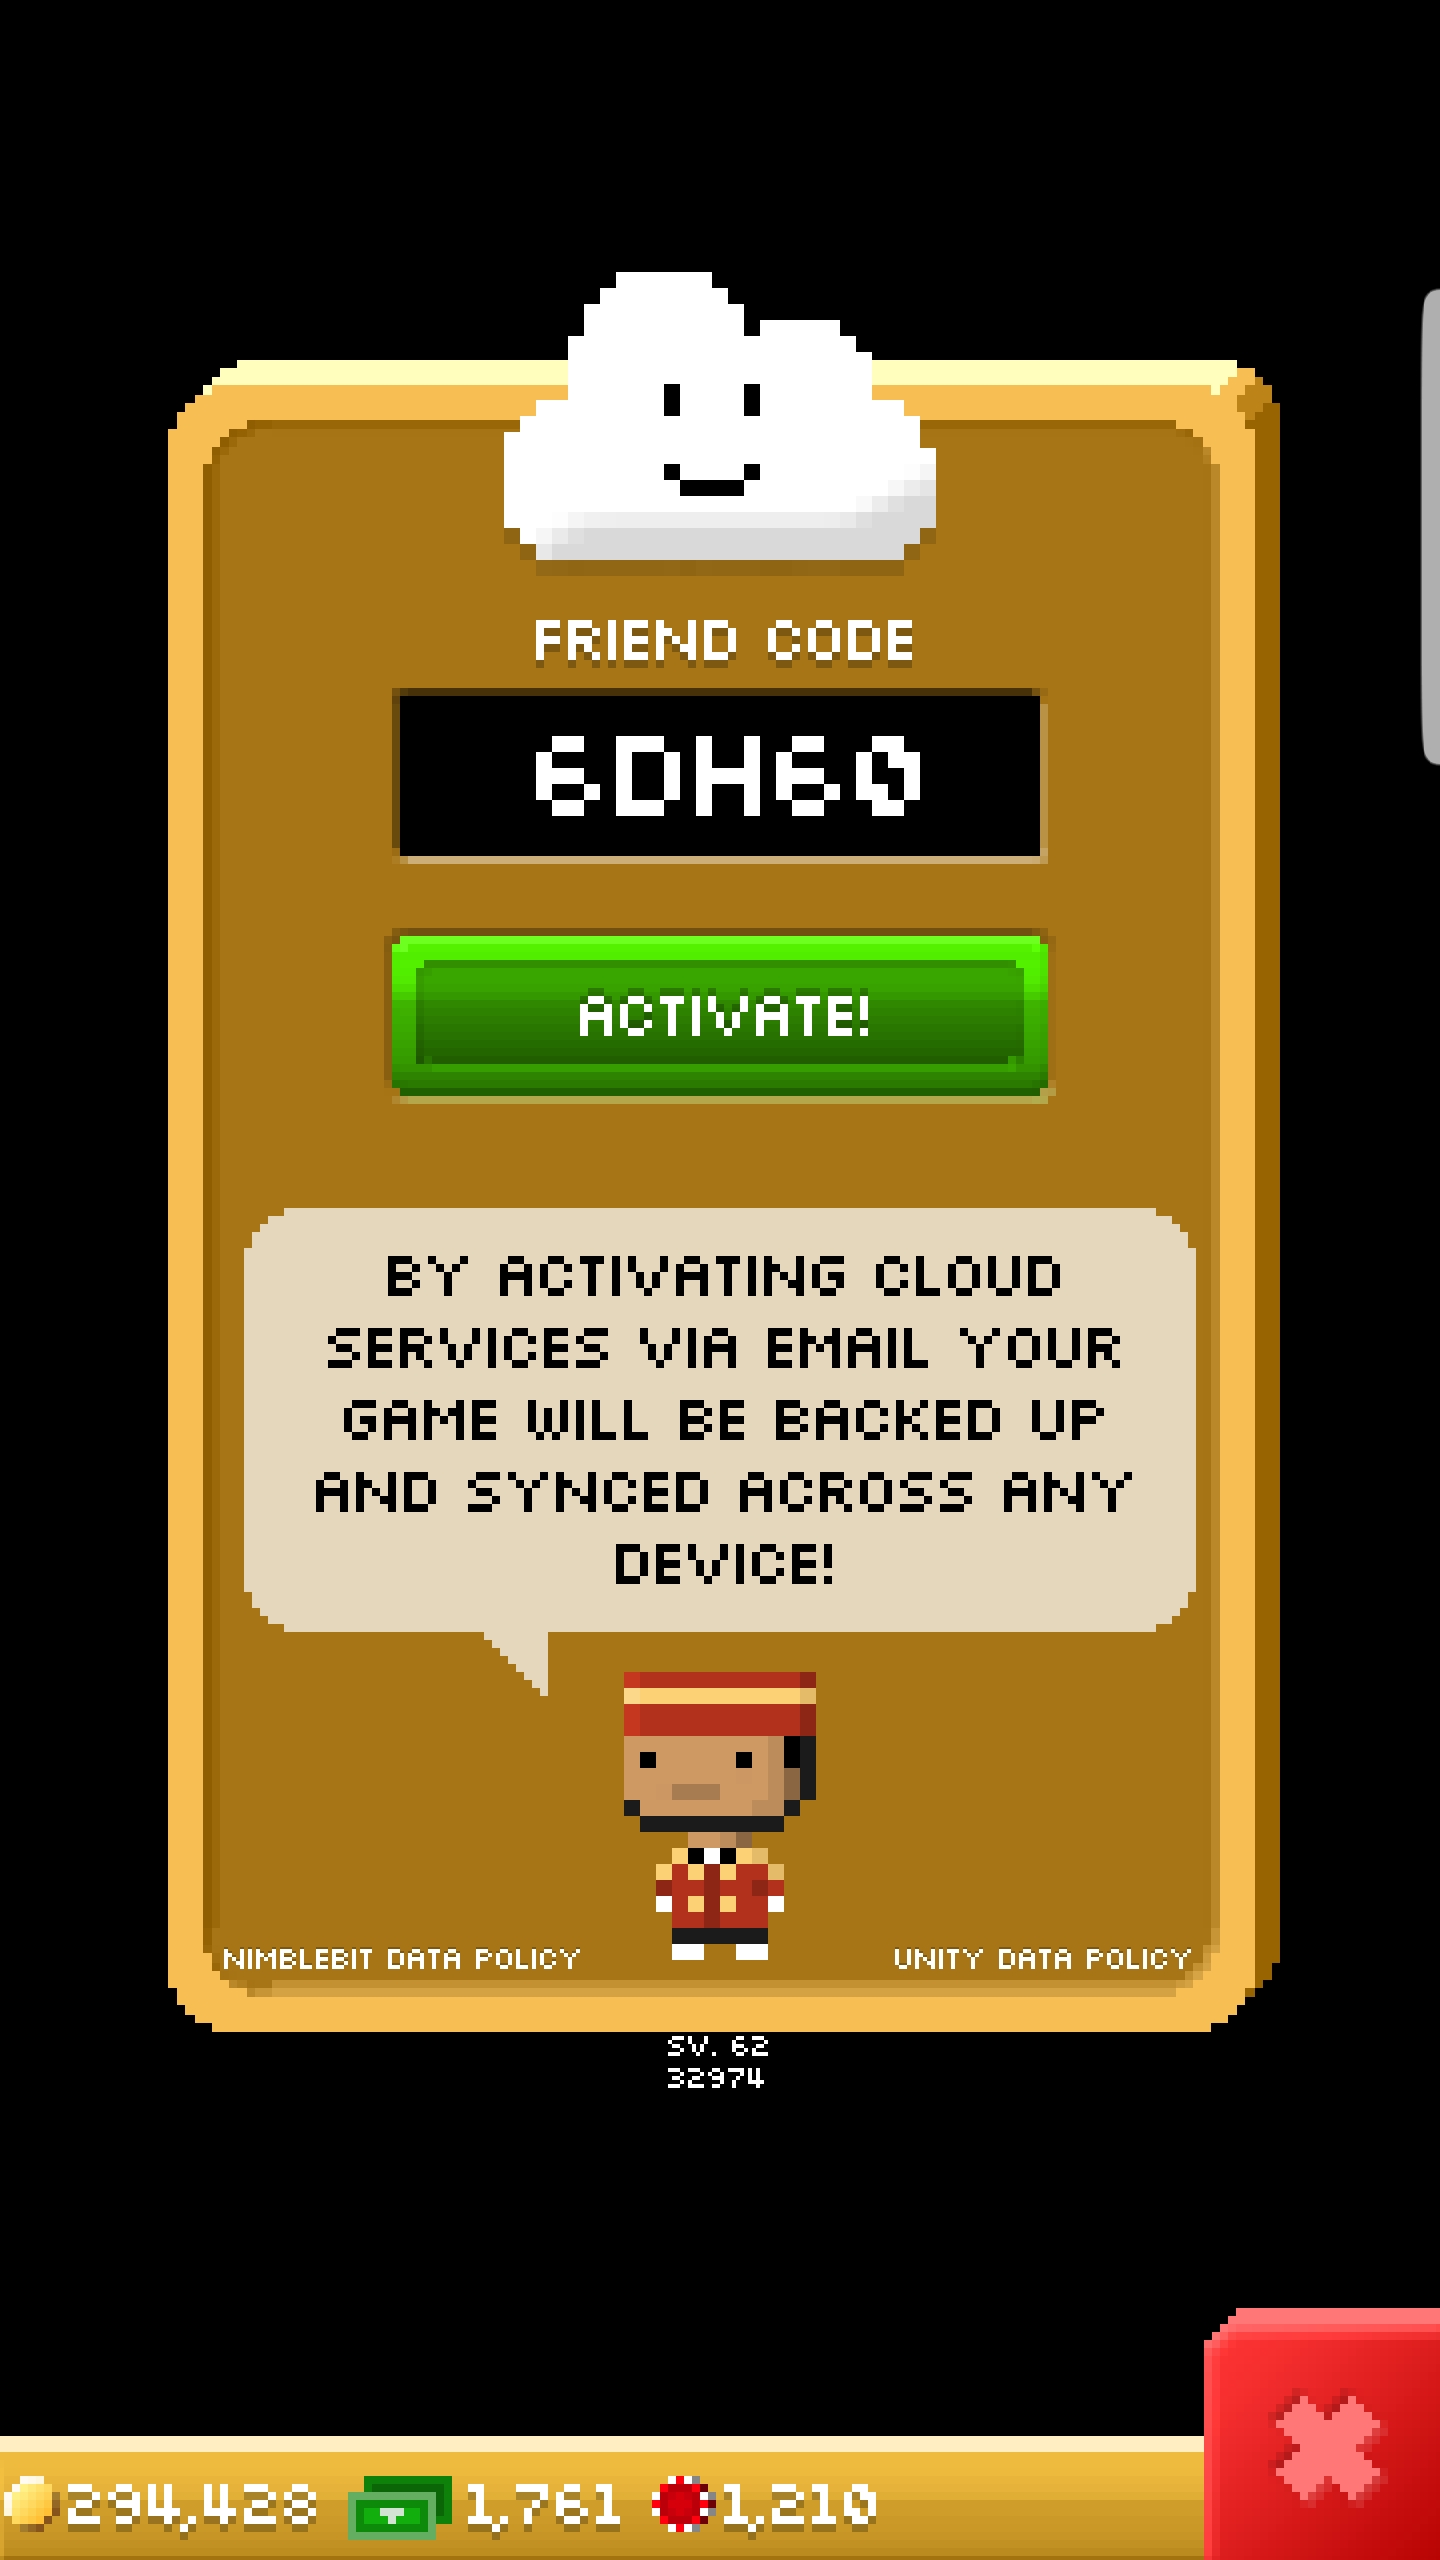 FRIEND CODE
6DH60
ACTIVATE!
BY ACTIVATING CLOUD
SERVICES VIA EMAIL YOUR
GAME WILL BE BACKED UP
AND SYNCED ACROSS ANY
DEVICE!
NIMBLEBIT DATA POLICY
UNITY DATA POLICY
SV. 62
32974
294,428 1,761 1,210